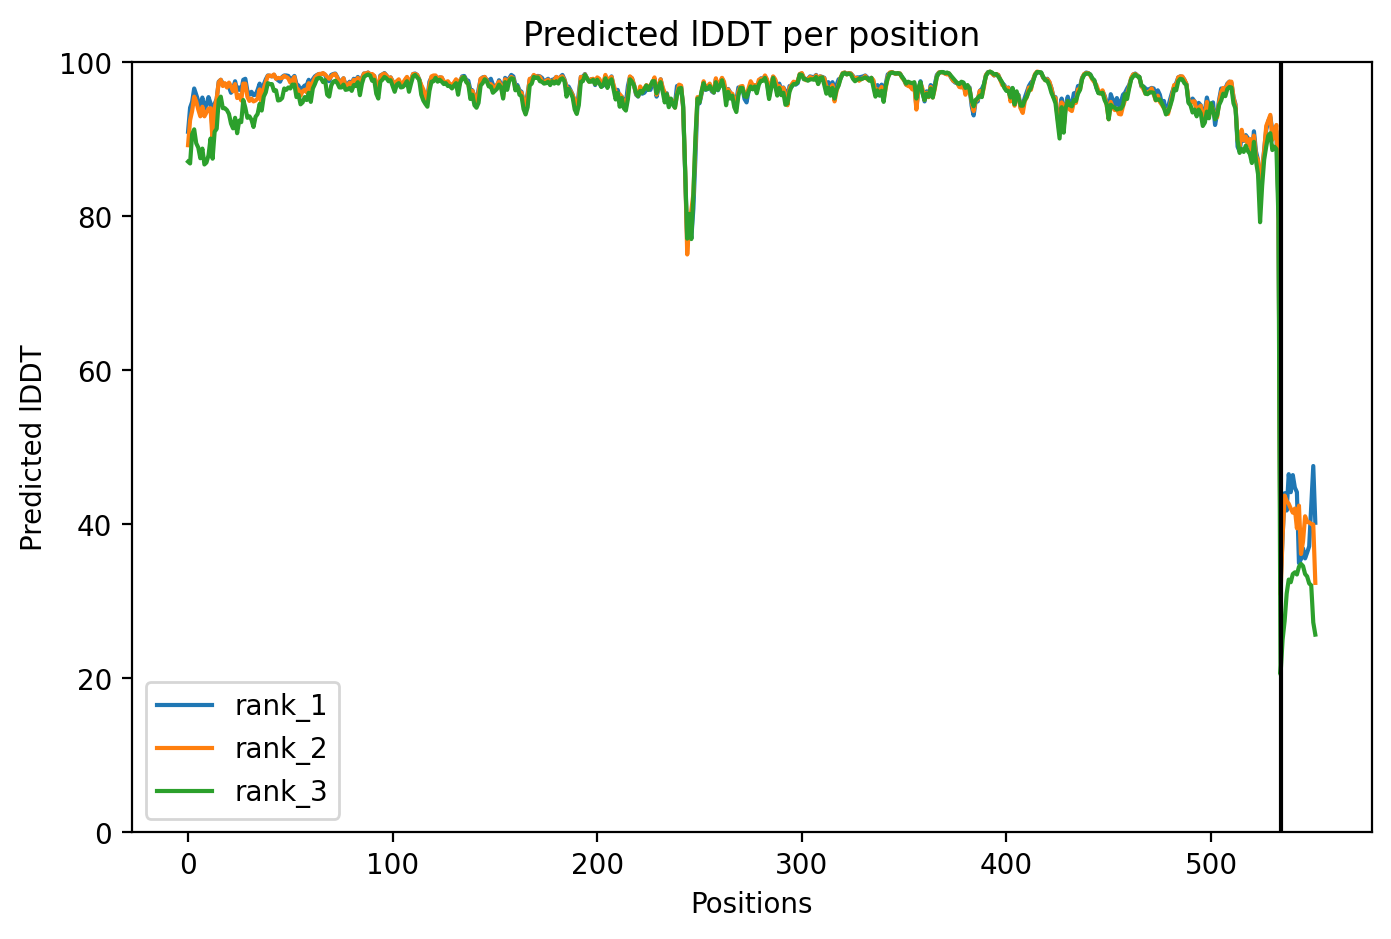 Predicted lDDT per position
Predicted lDDT
100
80
60
40
20
0
rank_1
rank_2
rank_3
0 100 200 300 400 500
Positions